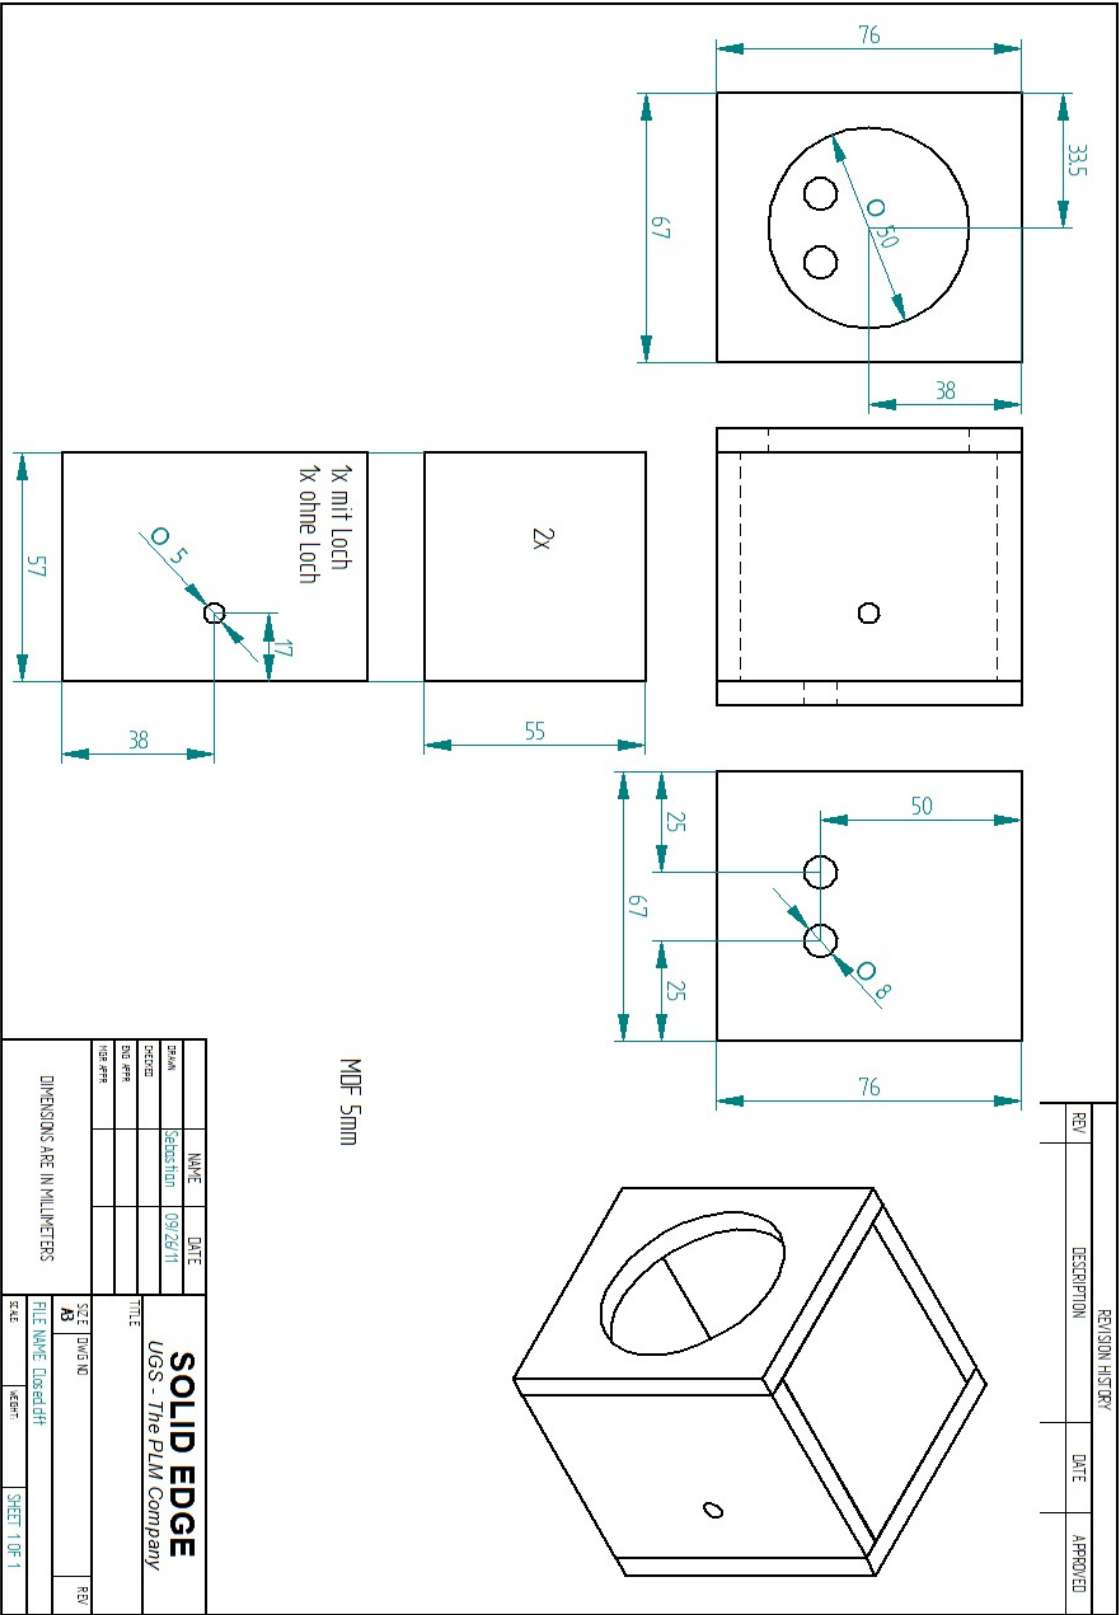 76
33.5
Ø 50
67
38
1x mit Loch
1x ohne Loch
Ø 5
17
57
38
2x
55
50
25
67
25
Ø 8
76
MDF 5mm
REVISION HISTORY
REV DESCRIPTION DATE APPROVED
NAME DATE
DRAWN Sebastian 09/26/11
CHECKED
ENG APPR
MGR APPR
DIMENSIONS ARE IN MILLIMETERS
SOLID EDGE
UGS - The PLM Company
TITLE
SIZE DWG NO REV
A3
FILE NAME: Closed.dft
SCALE: WEIGHT: SHEET 1 OF 1